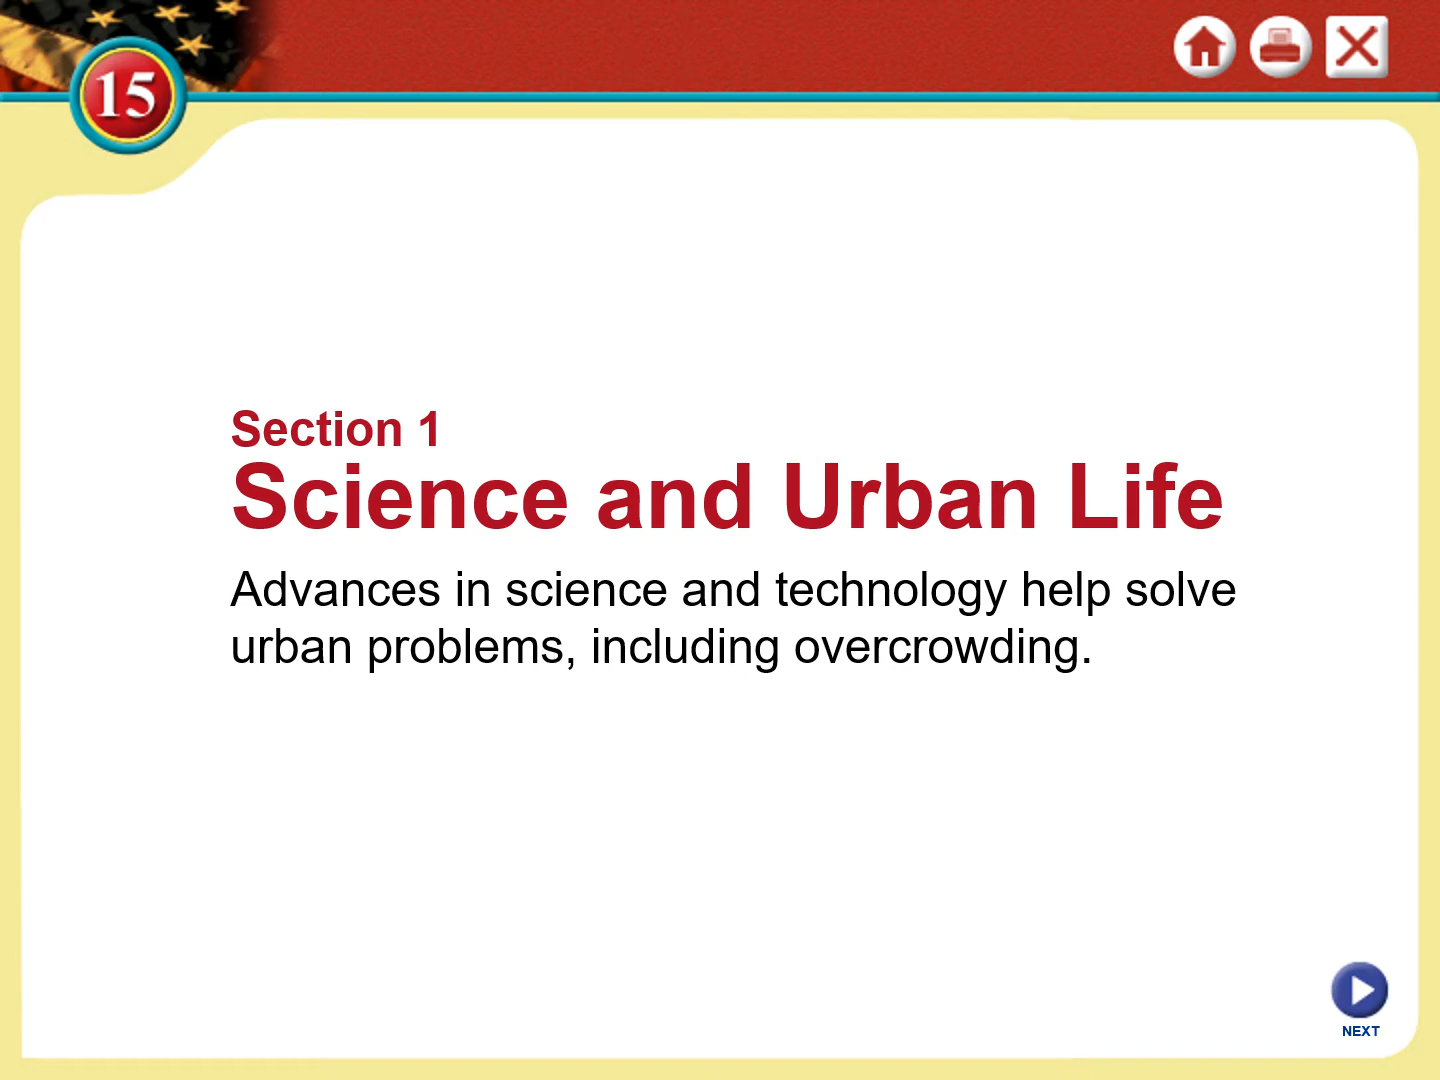 15
Section 1
Science and Urban Life
Advances in science and technology help solve
urban problems, including overcrowding.
NEXT